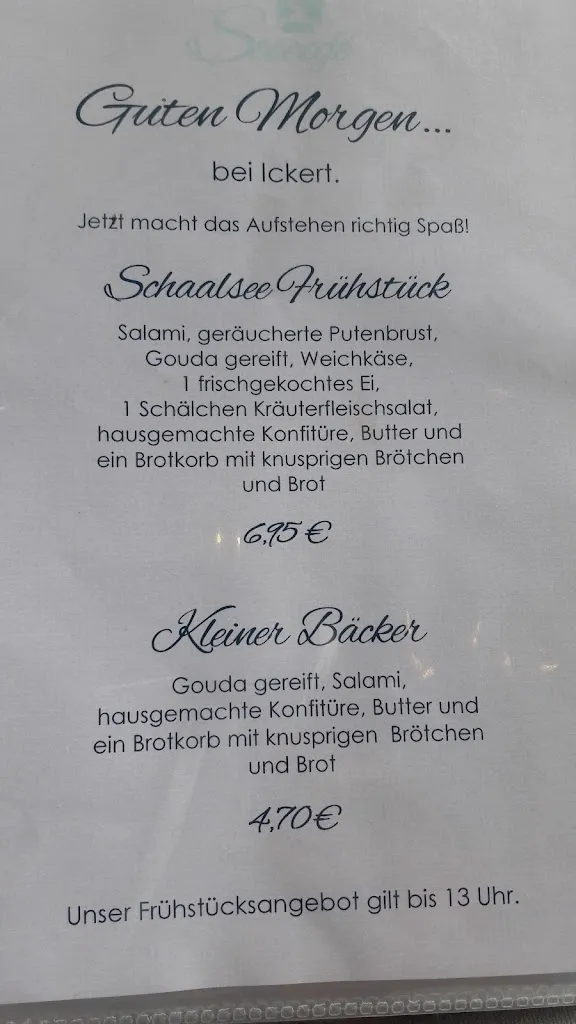 Guten Morgen...
bei Ickert.
Jetzt macht das Aufstehen richtig Spaß!
Schaalsee Frühstück
Salami, geräucherte Putenbrust,
Gouda gereift, Weichkäse,
1 frischgekochtes Ei,
1 Schälchen Kräuterfleischsalat,
hausgemachte Konfitüre, Butter und
ein Brotkorb mit knusprigen Brötchen
und Brot
6,95 €
Kleiner Bäcker
Gouda gereift, Salami,
hausgemachte Konfitüre, Butter und
ein Brotkorb mit knusprigen Brötchen
und Brot
4,70 €
Unser Frühstücksangebot gilt bis 13 Uhr.